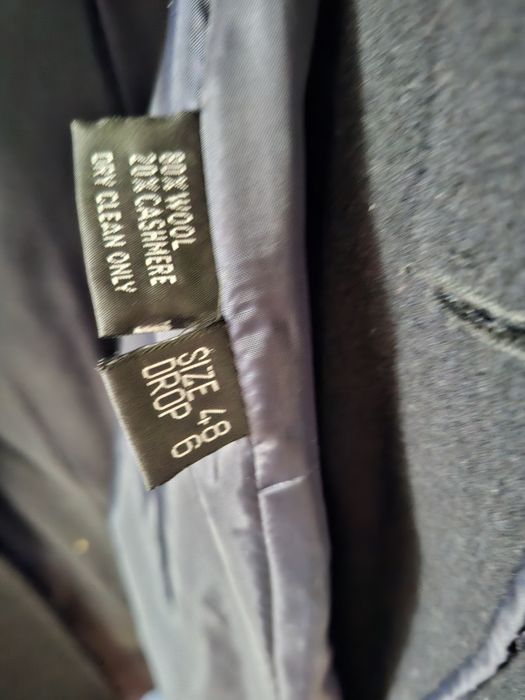 80% WOOL
20% CASHMERE
DRY CLEAN ONLY
SIZE 48
DROP 6